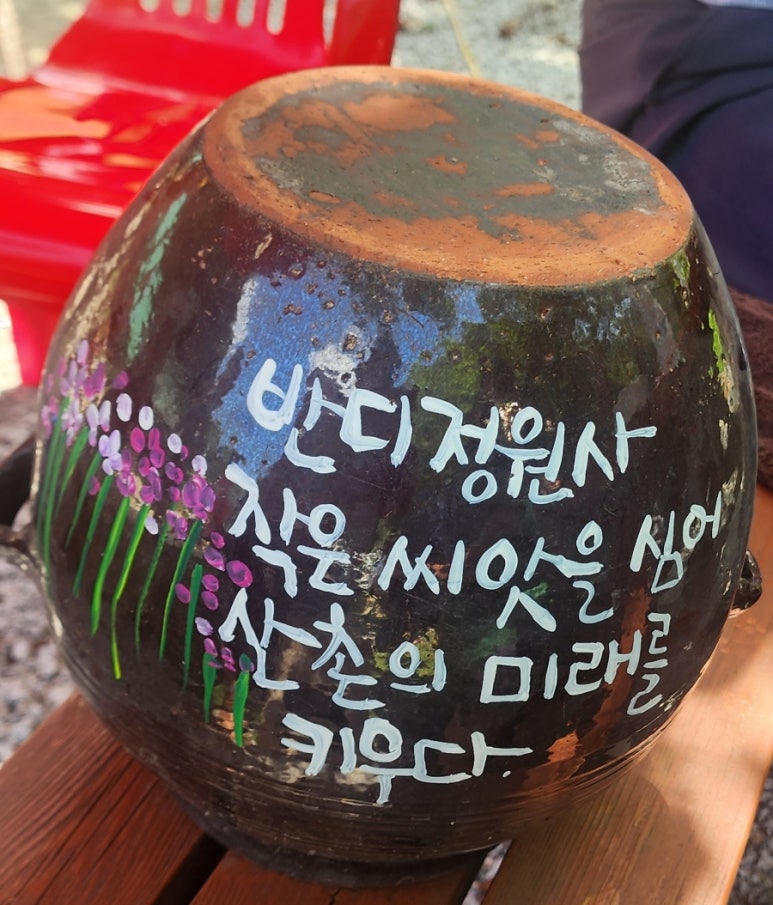 반디정원사
작은 씨앗을 심어
산촌의 미래를
키우다.